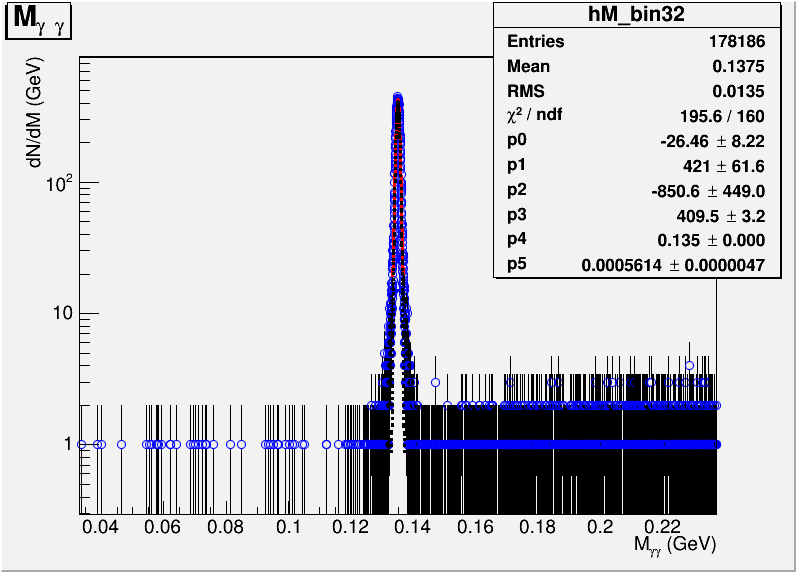 M_γ γ
hM_bin32
Entries 178186
Mean 0.1375
RMS 0.0135
χ² / ndf 195.6 / 160
p0 -26.46 ± 8.22
p1 421 ± 61.6
p2 -850.6 ± 449.0
p3 409.5 ± 3.2
p4 0.135 ± 0.000
p5 0.0005614 ± 0.0000047
dN/dM (GeV)
10²
10
1
0.04 0.06 0.08 0.1 0.12 0.14 0.16 0.18 0.2 0.22
M_γγ (GeV)